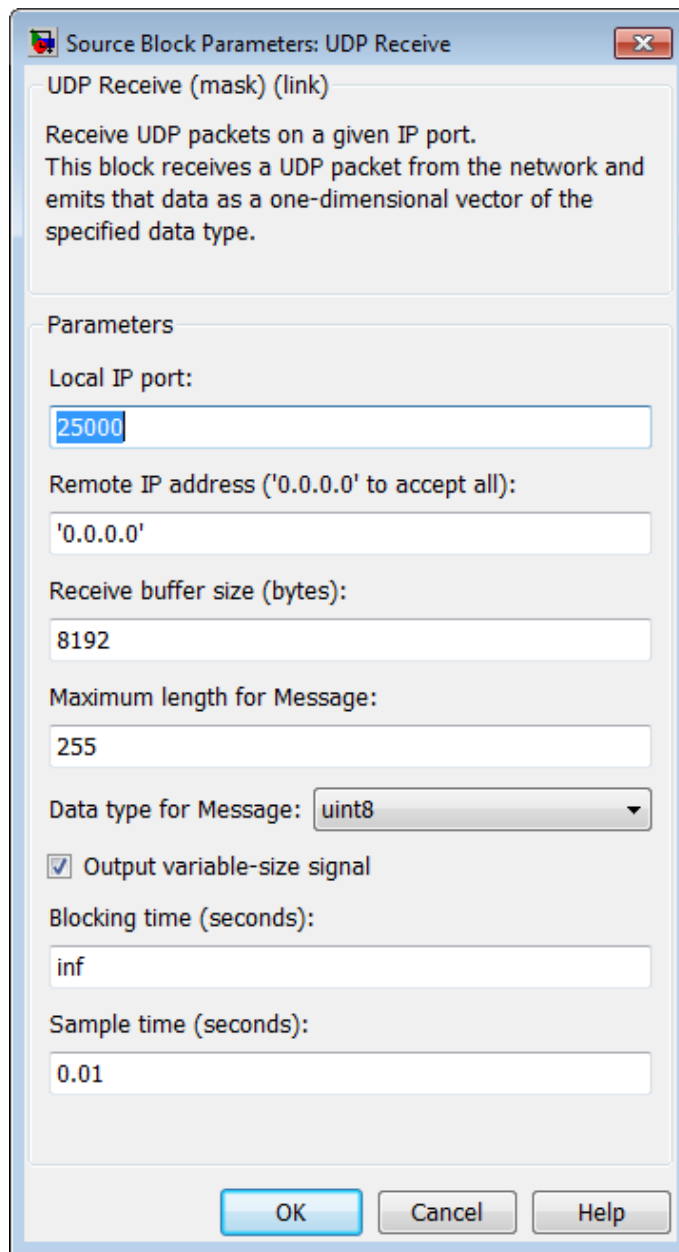 Source Block Parameters: UDP Receive
UDP Receive (mask) (link)
Receive UDP packets on a given IP port.
This block receives a UDP packet from the network and
emits that data as a one-dimensional vector of the
specified data type.
Parameters
Local IP port:
25000
Remote IP address ('0.0.0.0' to accept all):
'0.0.0.0'
Receive buffer size (bytes):
8192
Maximum length for Message:
255
Data type for Message: uint8
Output variable-size signal
Blocking time (seconds):
inf
Sample time (seconds):
0.01
OK Cancel Help